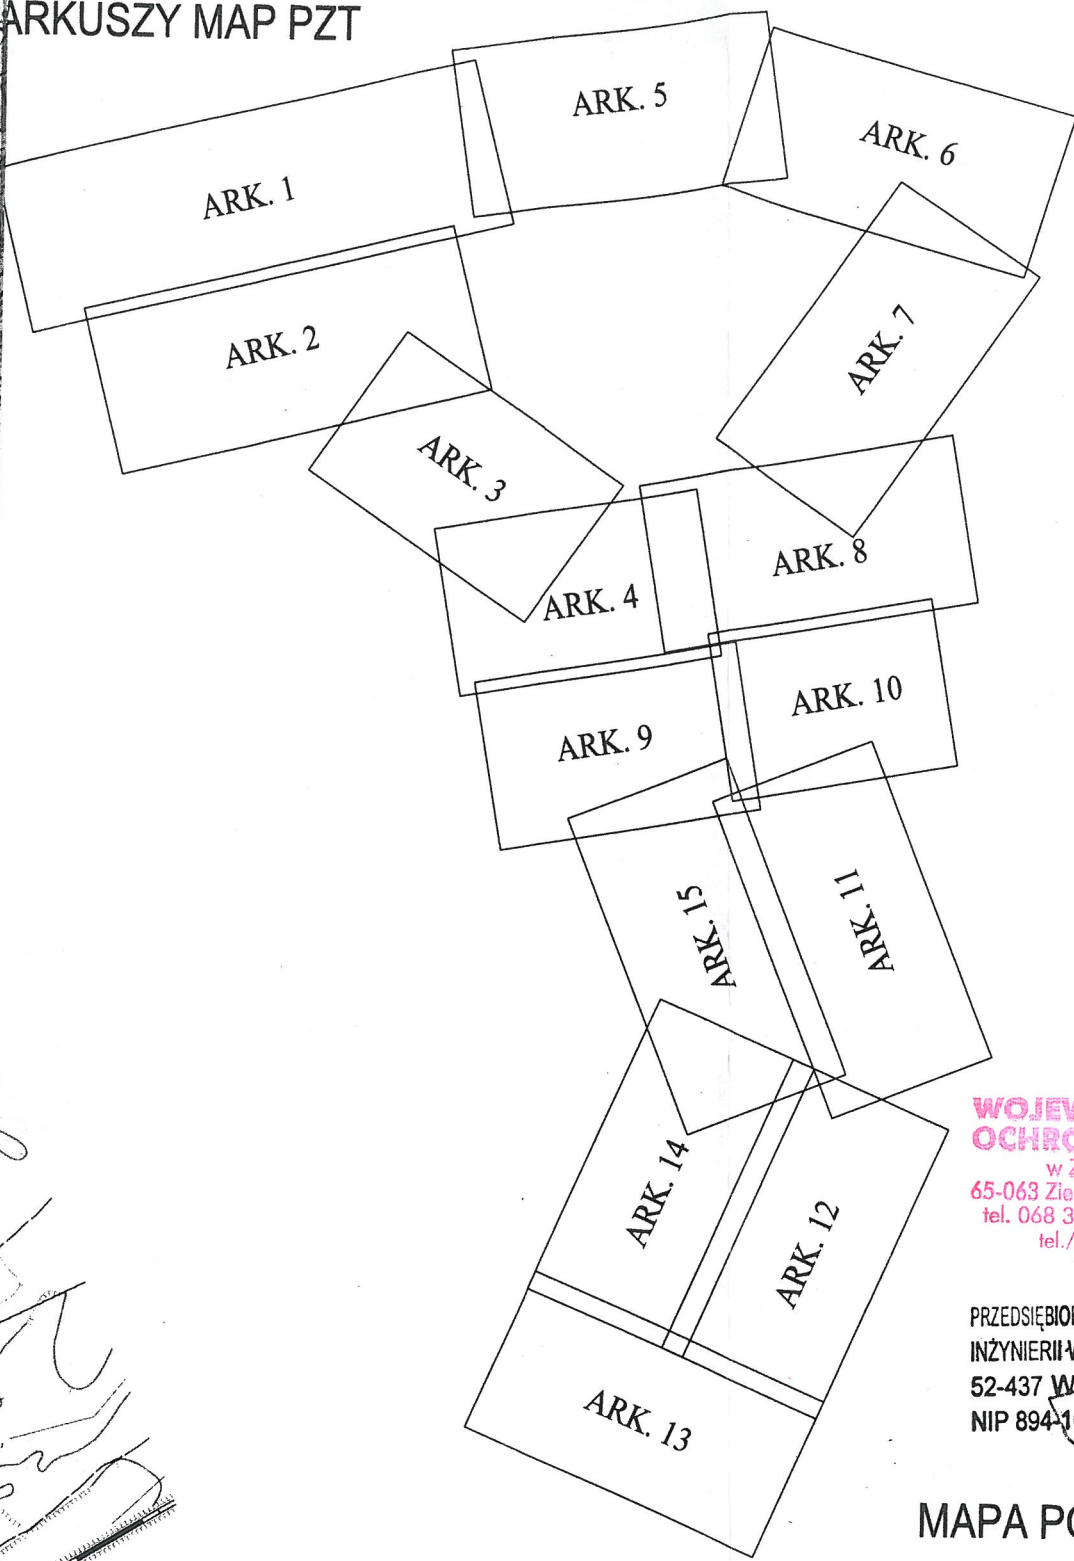 ARKUSZY MAP PZT
ARK. 5
ARK. 6
ARK. 1
ARK. 2
ARK. 7
ARK. 3
ARK. 8
ARK. 4
ARK. 10
ARK. 9
ARK. 15
ARK. 11
ARK. 14
ARK. 12
ARK. 13
WOJEW
OCHRO
w Z
65-063 Zie
tel. 068 3
tel./
PRZEDSIĘBIOR
INŻYNIERII
52-437 W
NIP 894-1
MAPA PO